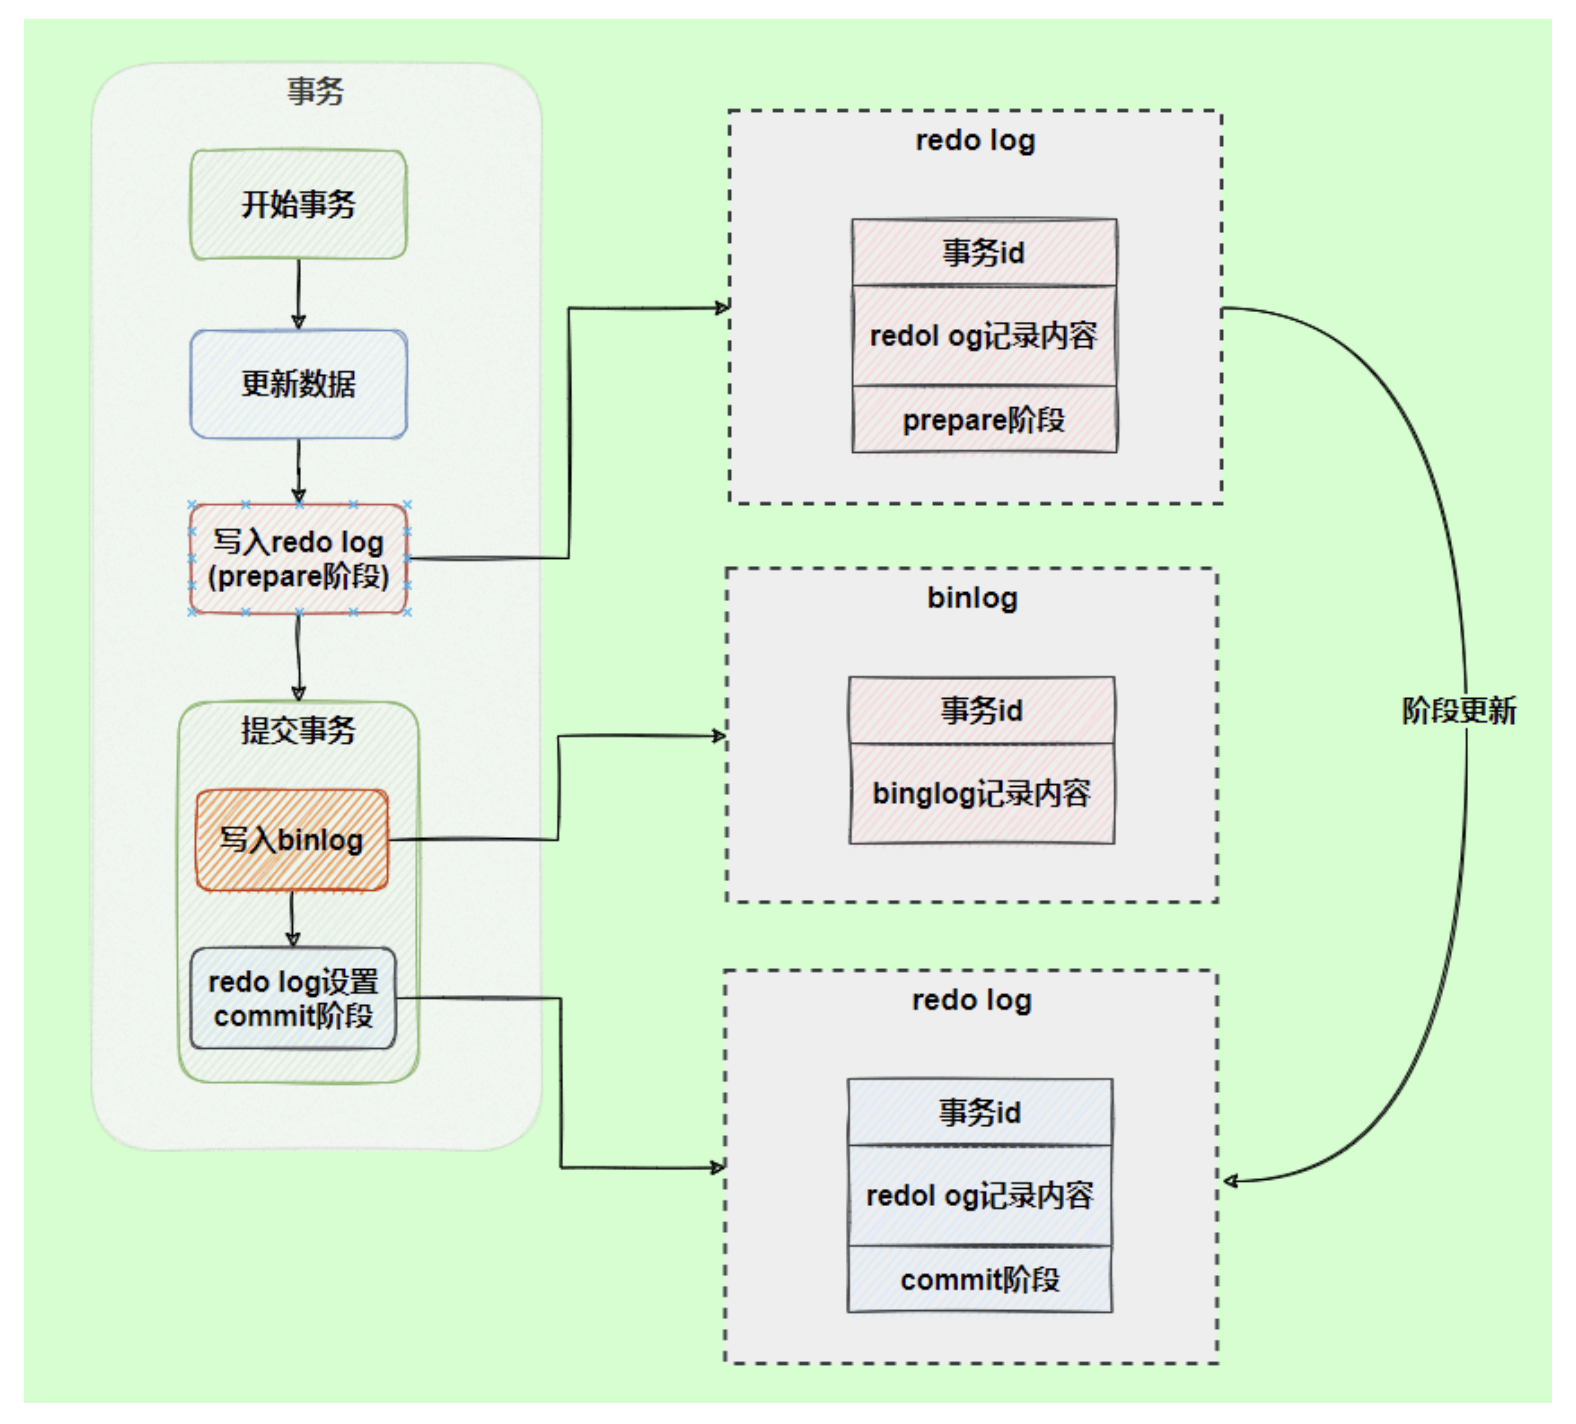 事务
开始事务
更新数据
写入redo log
(prepare阶段)
提交事务
写入binlog
redo log设置
commit阶段
redo log
事务id
redol og记录内容
prepare阶段
binlog
事务id
binglog记录内容
redo log
事务id
redol og记录内容
commit阶段
阶段更新